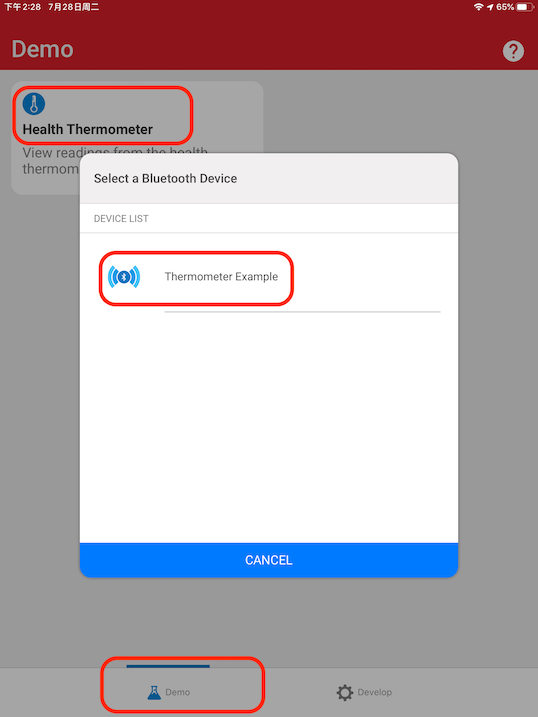 下午2:28 7月28日周二
65%
Demo
?
Health Thermometer
View readings from the health
thermom
Select a Bluetooth Device
DEVICE LIST
Thermometer Example
CANCEL
Demo
Develop